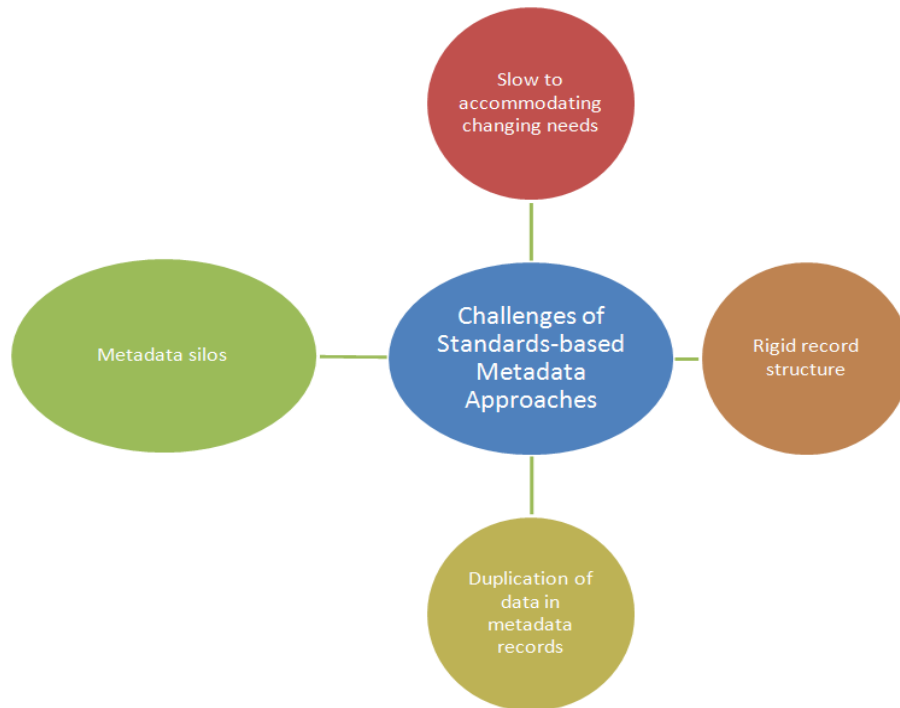 Slow to
accommodating
changing needs
Metadata silos
Challenges of
Standards-based
Metadata
Approaches
Rigid record
structure
Duplication of
data in
metadata
records